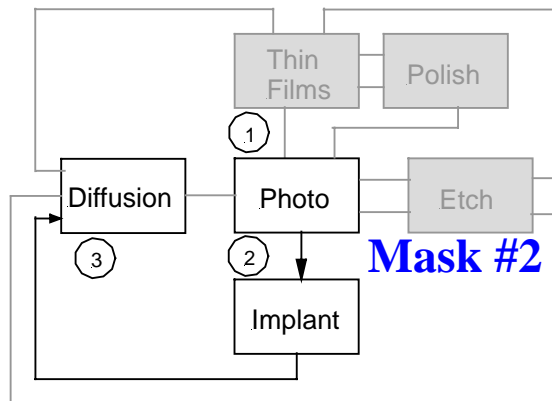 Thin
Films
Polish
1
Diffusion
Photo
Etch
3
2
Mask #2
Implant